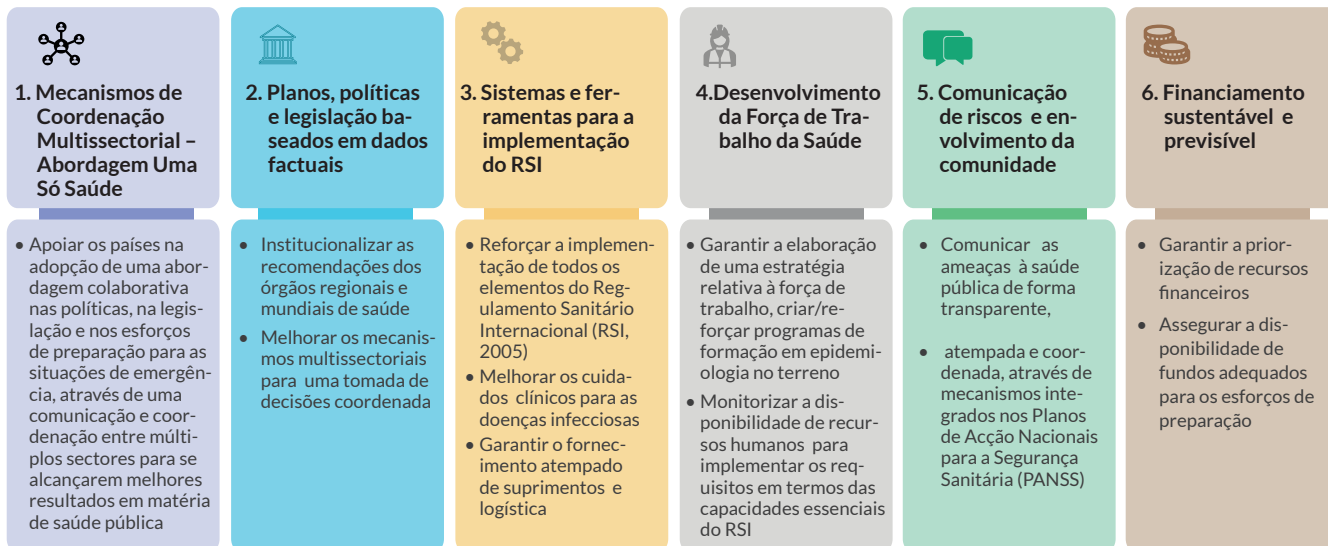 1. Mecanismos de
Coordenação
Multissectorial –
Abordagem Uma
Só Saúde
• Apoiar os países na
adopção de uma abor-
dagem colaborativa
nas políticas, na legis-
lação e nos esforços
de preparação para as
situações de emergên-
cia, através de uma
comunicação e coor-
denação entre múlti-
plos sectores para se
alcançarem melhores
resultados em matéria
de saúde pública
2. Planos, políticas
e legislação ba-
seados em dados
factuais
• Institucionalizar as
recomendações dos
órgãos regionais e
mundiais de saúde
• Melhorar os mecanis-
mos multissectoriais
para uma tomada de
decisões coordenada
3. Sistemas e fer-
ramentas para a
implementação
do RSI
• Reforçar a implemen-
tação de todos os
elementos do Reg-
ulamento Sanitário
Internacional (RSI,
2005)
• Melhorar os cuida-
dos clínicos para as
doenças infecciosas
• Garantir o fornec-
imento atempado
de suprimentos e
logística
4.Desenvolvimento
da Força de Tra-
balho da Saúde
• Garantir a elaboração
de uma estratégia
relativa à força de
trabalho, criar/re-
forçar programas de
formação em epidemi-
ologia no terreno
• Monitorizar a dis-
ponibilidade de recur-
sos humanos para
implementar os req-
uisitos em termos das
capacidades essenciais
do RSI
5. Comunicação
de riscos e en-
volvimento da
comunidade
• Comunicar as
ameaças à saúde
pública de forma
transparente,
• atempada e coor-
denada, através de
mecanismos inte-
grados nos Planos
de Acção Nacionais
para a Segurança
Sanitária (PANSS)
6. Financiamento
sustentável e
previsível
• Garantir a prior-
ização de recursos
financeiros
• Assegurar a dis-
ponibilidade de
fundos adequados
para os esforços de
preparação